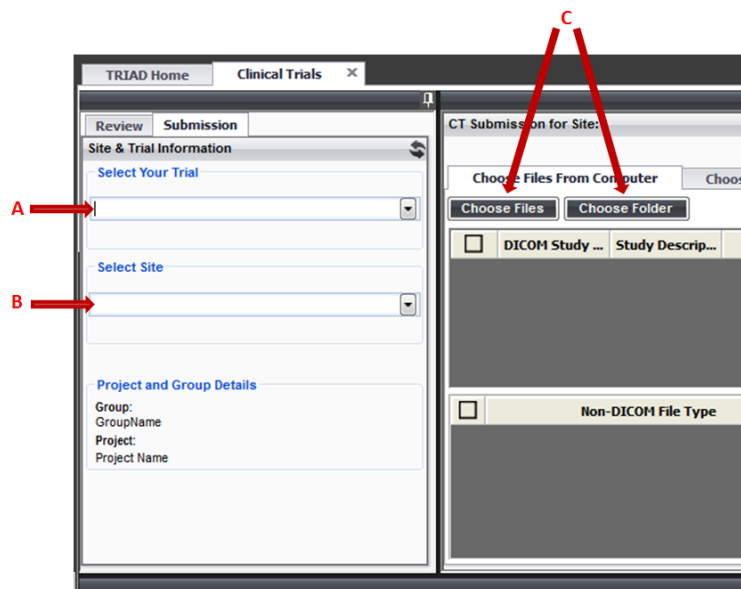 C
TRIAD Home
Clinical Trials X
Review
Submission
Site & Trial Information
Select Your Trial
A
Select Site
B
Project and Group Details
Group:
GroupName
Project:
Project Name
CT Submission for Site:
Choose Files From Computer
Choose Files
Choose Folder
DICOM Study ...
Study Descrip...
Non-DICOM File Type